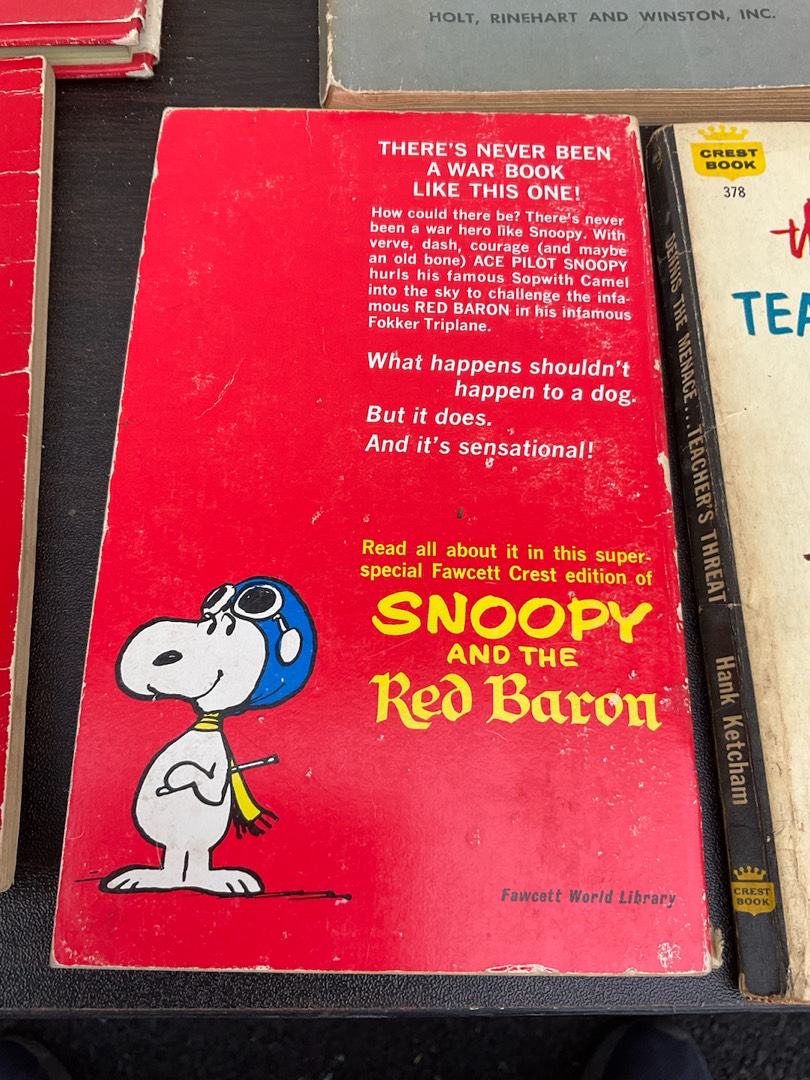 HOLT, RINEHART AND WINSTON, INC.
THERE'S NEVER BEEN
A WAR BOOK
LIKE THIS ONE!
How could there be? There's never
been a war hero like Snoopy. With
verve, dash, courage (and maybe
an old bone) ACE PILOT SNOOPY
hurls his famous Sopwith Camel
into the sky to challenge the infa-
mous RED BARON in his infamous
Fokker Triplane.
What happens shouldn't
happen to a dog.
But it does.
And it's sensational!
Read all about it in this super-
special Fawcett Crest edition of
SNOOPY
AND THE
Red Baron
Fawcett World Library
CREST
BOOK
378
DENNIS THE MENACE...TEACHER'S THREAT
Hank Ketcham
CREST
BOOK